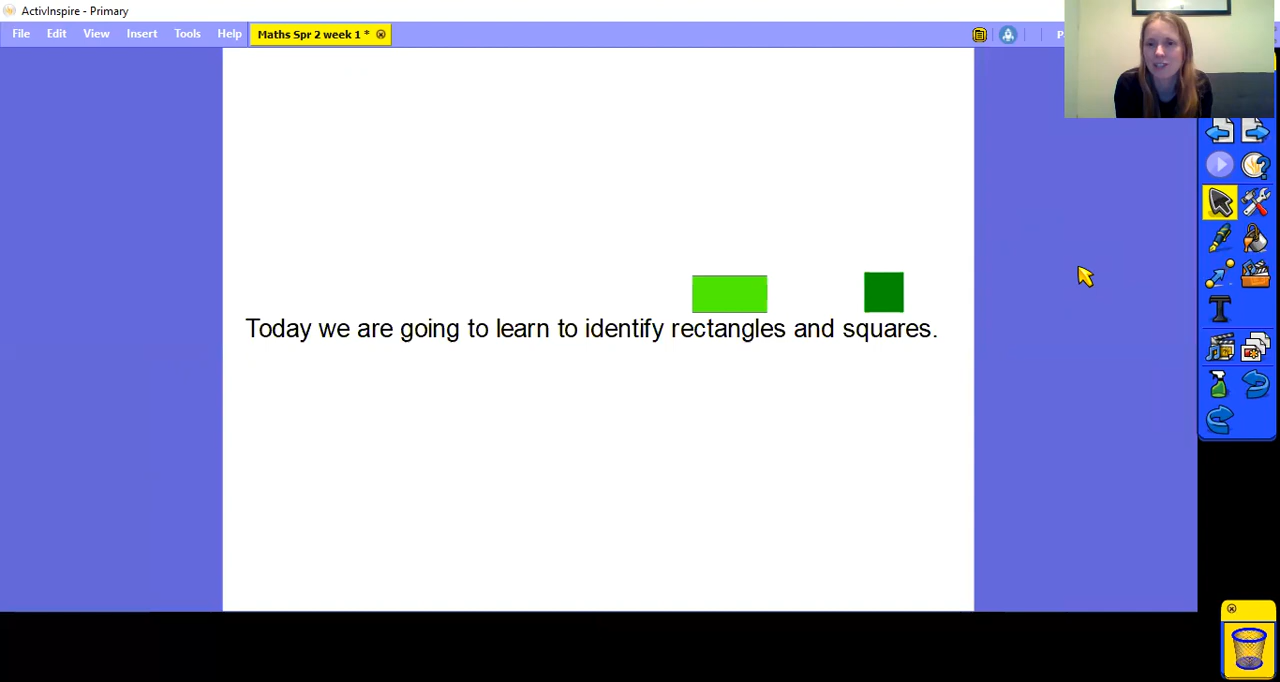 ActivInspire - Primary
File Edit View Insert Tools Help Maths Spr 2 week 1 *
Today we are going to learn to identify rectangles and squares.